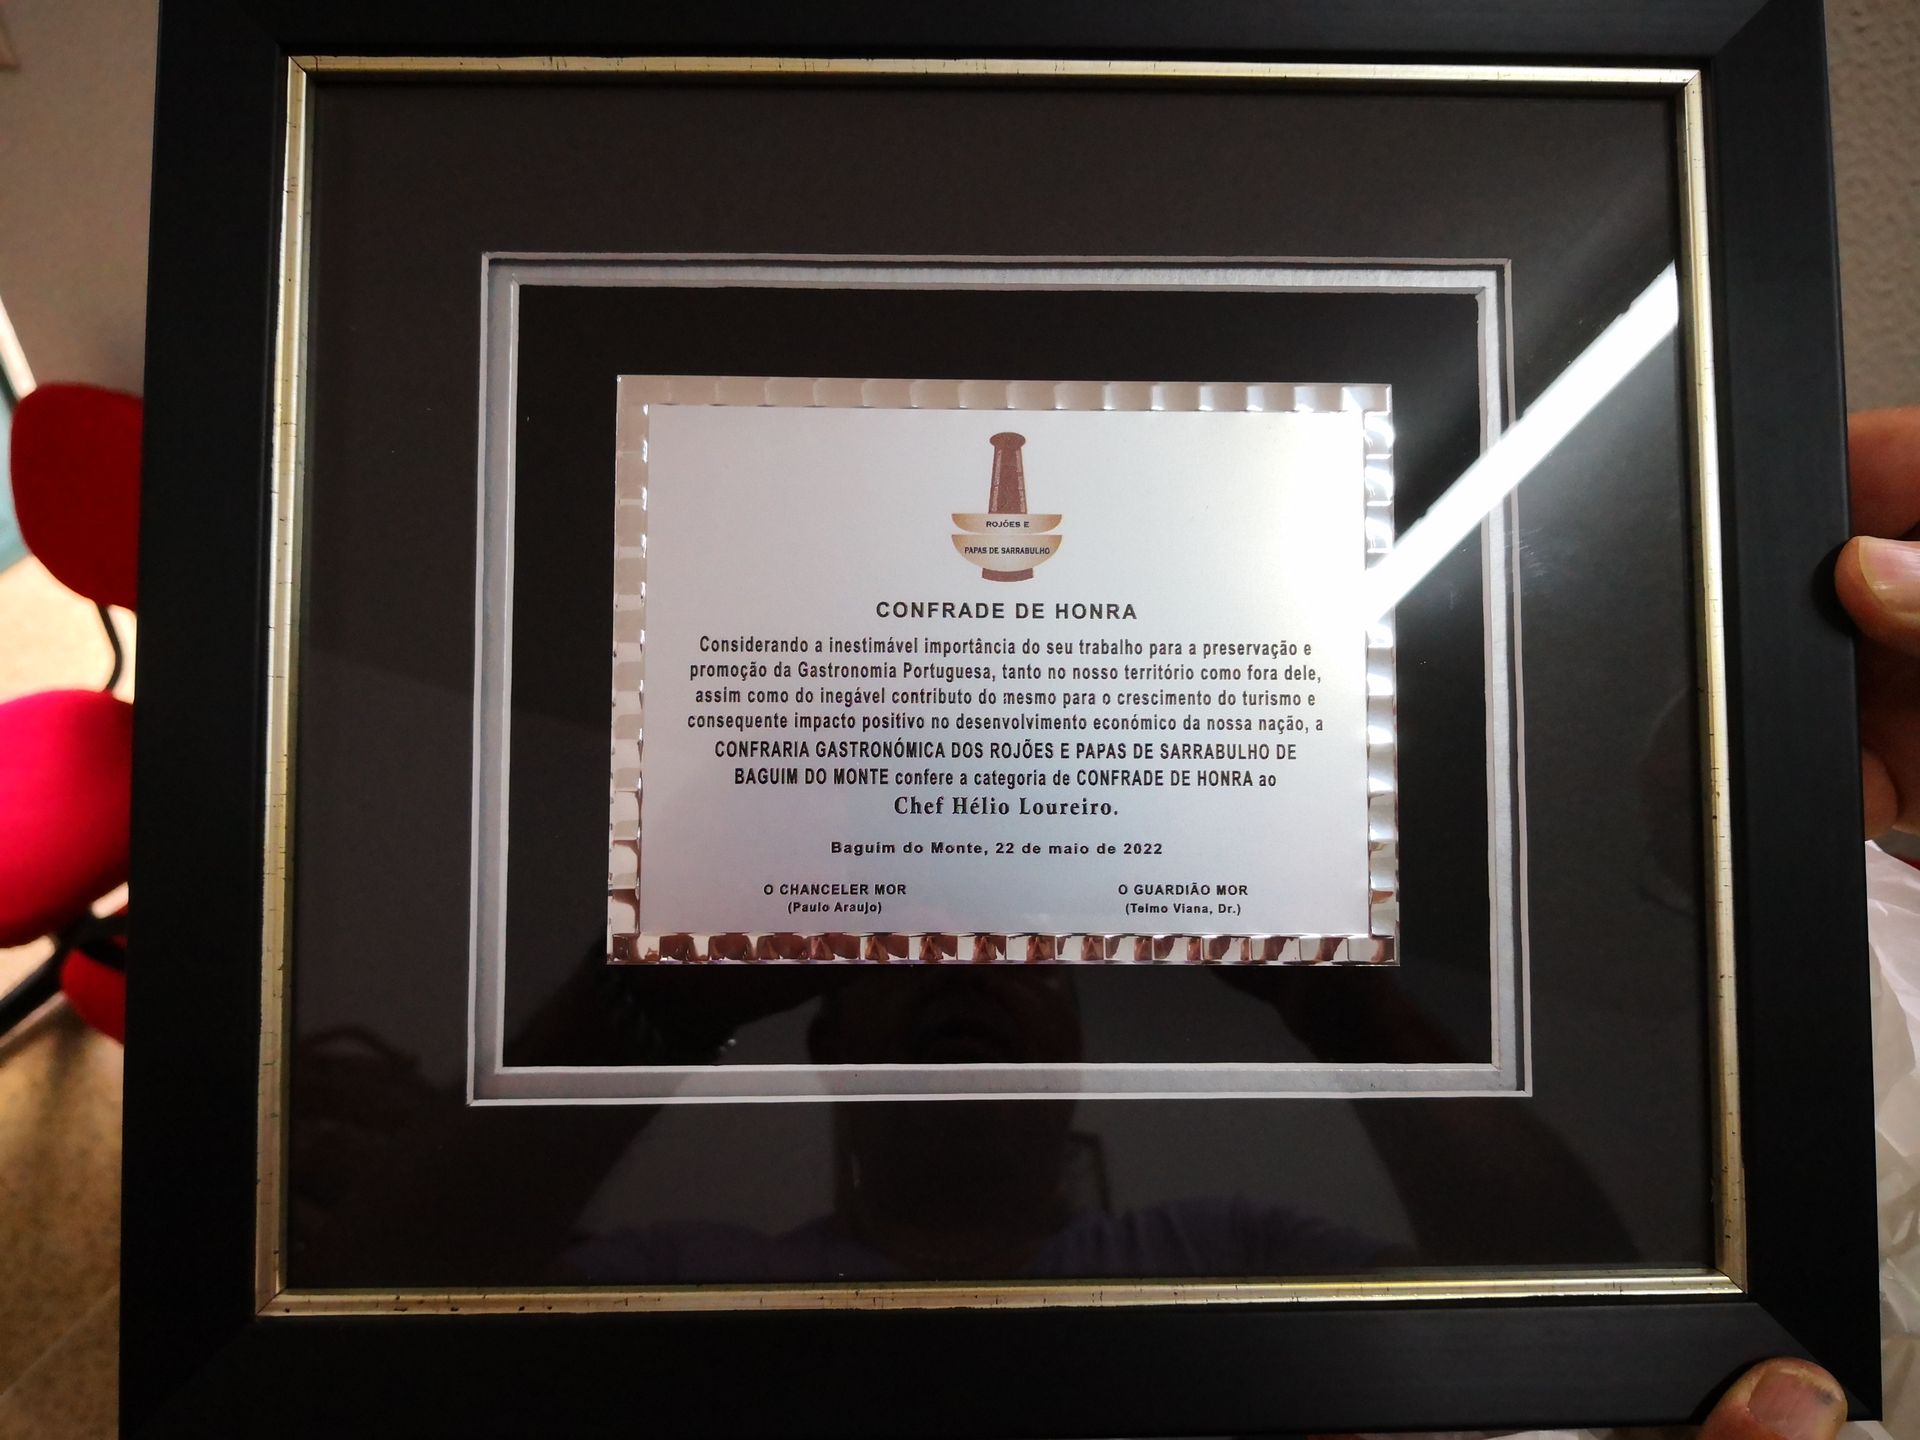 ROJÕES E
PAPAS DE SARRABULHO
CONFRADE DE HONRA
Considerando a inestimável importância do seu trabalho para a preservação e
promoção da Gastronomia Portuguesa, tanto no nosso território como fora dele,
assim como do inegável contributo do mesmo para o crescimento do turismo e
consequente impacto positivo no desenvolvimento económico da nossa nação, a
CONFRARIA GASTRONÓMICA DOS ROJÕES E PAPAS DE SARRABULHO DE
BAGUIM DO MONTE confere a categoria de CONFRADE DE HONRA ao
Chef Hélio Loureiro.
Baguim do Monte, 22 de maio de 2022
O CHANCELER MOR
(Paulo Araujo)
O GUARDIÃO MOR
(Telmo Viana, Dr.)